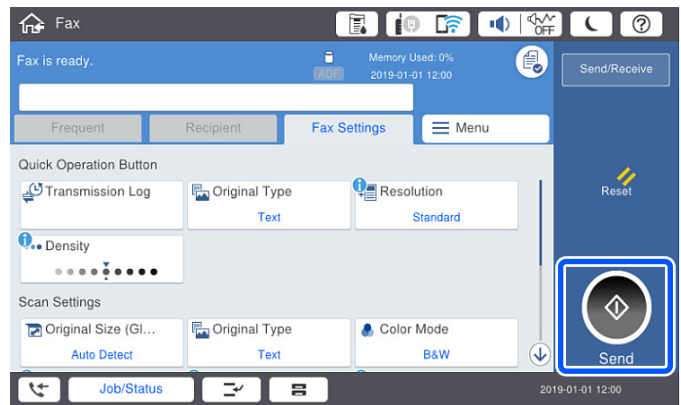 Fax
OFF
Fax is ready.
ADF
Memory Used: 0%
2019-01-01 12:00
Send/Receive
Frequent
Recipient
Fax Settings
Menu
Quick Operation Button
Transmission Log
Original Type
Text
Resolution
Standard
Reset
Density
Scan Settings
Original Size (Gl...
Auto Detect
Original Type
Text
Color Mode
B&W
Send
Job/Status
2019-01-01 12:00